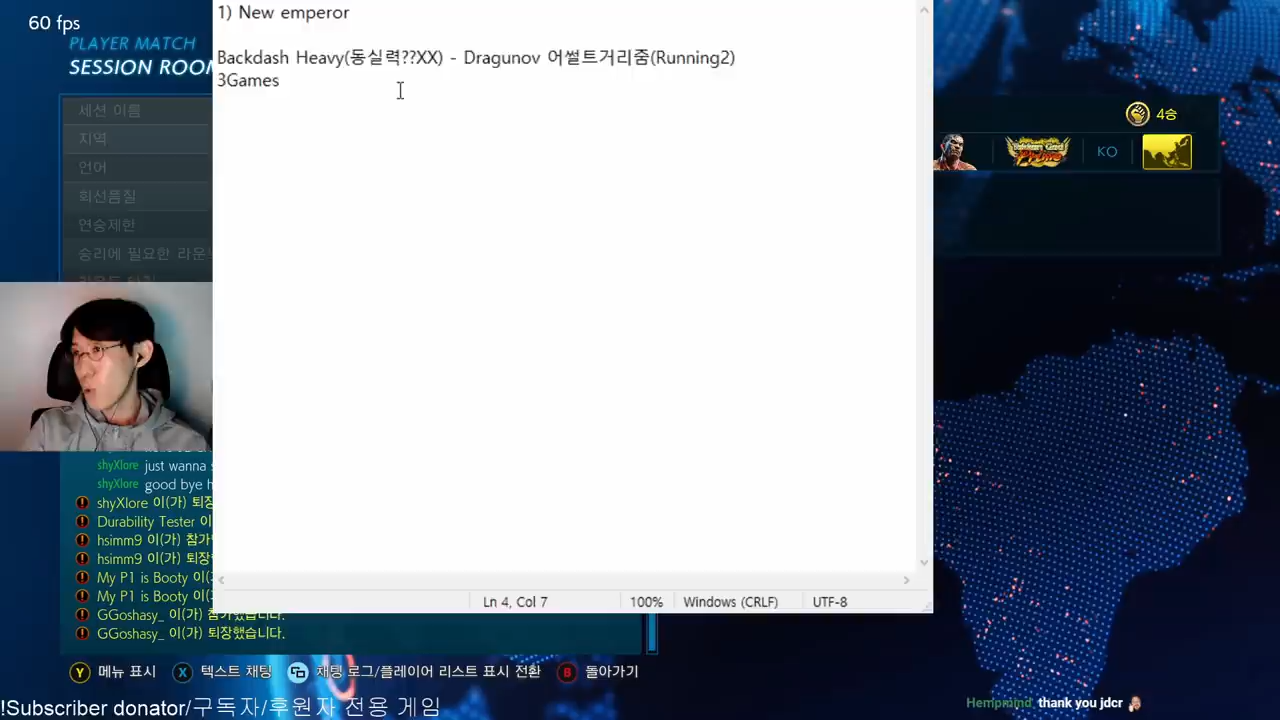 60 fps
PLAYER MATCH
SESSION ROOM
1) New emperor
Backdash Heavy(동실력??XX) - Dragunov 어썰트거리줌(Running2)
3Games
세션 이름
지역
언어
회선품질
연승제한
승리에 필요한 라운
4승
KO
shyXlore just wanna
shyXlore good bye
shyXlore 이(가) 퇴장
Durability Tester 이
hsimm9 이(가) 참가
hsimm9 이(가) 퇴장
My P1 is Booty 이(
My P1 is Booty 이(
GGoshasy_ 이(가) 참가했습니다.
GGoshasy_ 이(가) 퇴장했습니다.
Ln 4, Col 7
100%
Windows (CRLF)
UTF-8
Y 메뉴 표시 X 텍스트 채팅 채팅 로그/플레이어 리스트 표시 전환 B 돌아가기
!Subscriber donator/구독자/후원자 전용 게임
Hempmind thank you jdcr